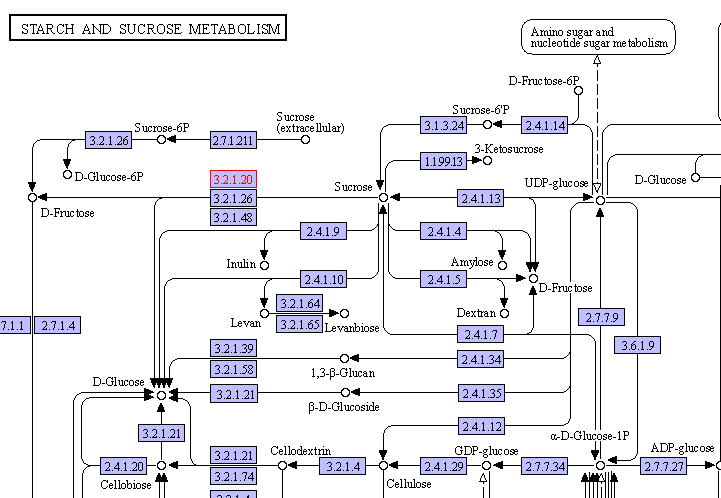 STARCH AND SUCROSE METABOLISM
Amino sugar and
nucleotide sugar metabolism
D-Fructose-6P
Sucrose-6'P
Sucrose
(extracellular)
Sucrose-6P
3.2.1.26
2.7.1.211
3.1.3.24
2.4.1.14
3-Ketosucrose
1.1.99.13
D-Glucose-6P
3.2.1.20
3.2.1.26
3.2.1.48
Sucrose
UDP-glucose
D-Glucose
2.4.1.13
D-Fructose
2.4.1.9
2.4.1.4
Inulin
Amylose
2.4.1.10
2.4.1.5
D-Fructose
3.2.1.64
3.2.1.65
Levan
Levanbiose
Dextran
7.1.1
2.7.1.4
2.4.1.7
2.7.7.9
3.6.1.9
3.2.1.39
3.2.1.58
2.4.1.34
1,3-β-Glucan
D-Glucose
3.2.1.21
2.4.1.35
β-D-Glucoside
3.2.1.21
2.4.1.12
α-D-Glucose-1P
3.2.1.21
Cellodextrin
GDP-glucose
ADP-glucose
2.4.1.20
3.2.1.74
3.2.1.4
2.4.1.29
2.7.7.34
2.7.7.27
Cellobiose
Cellulose